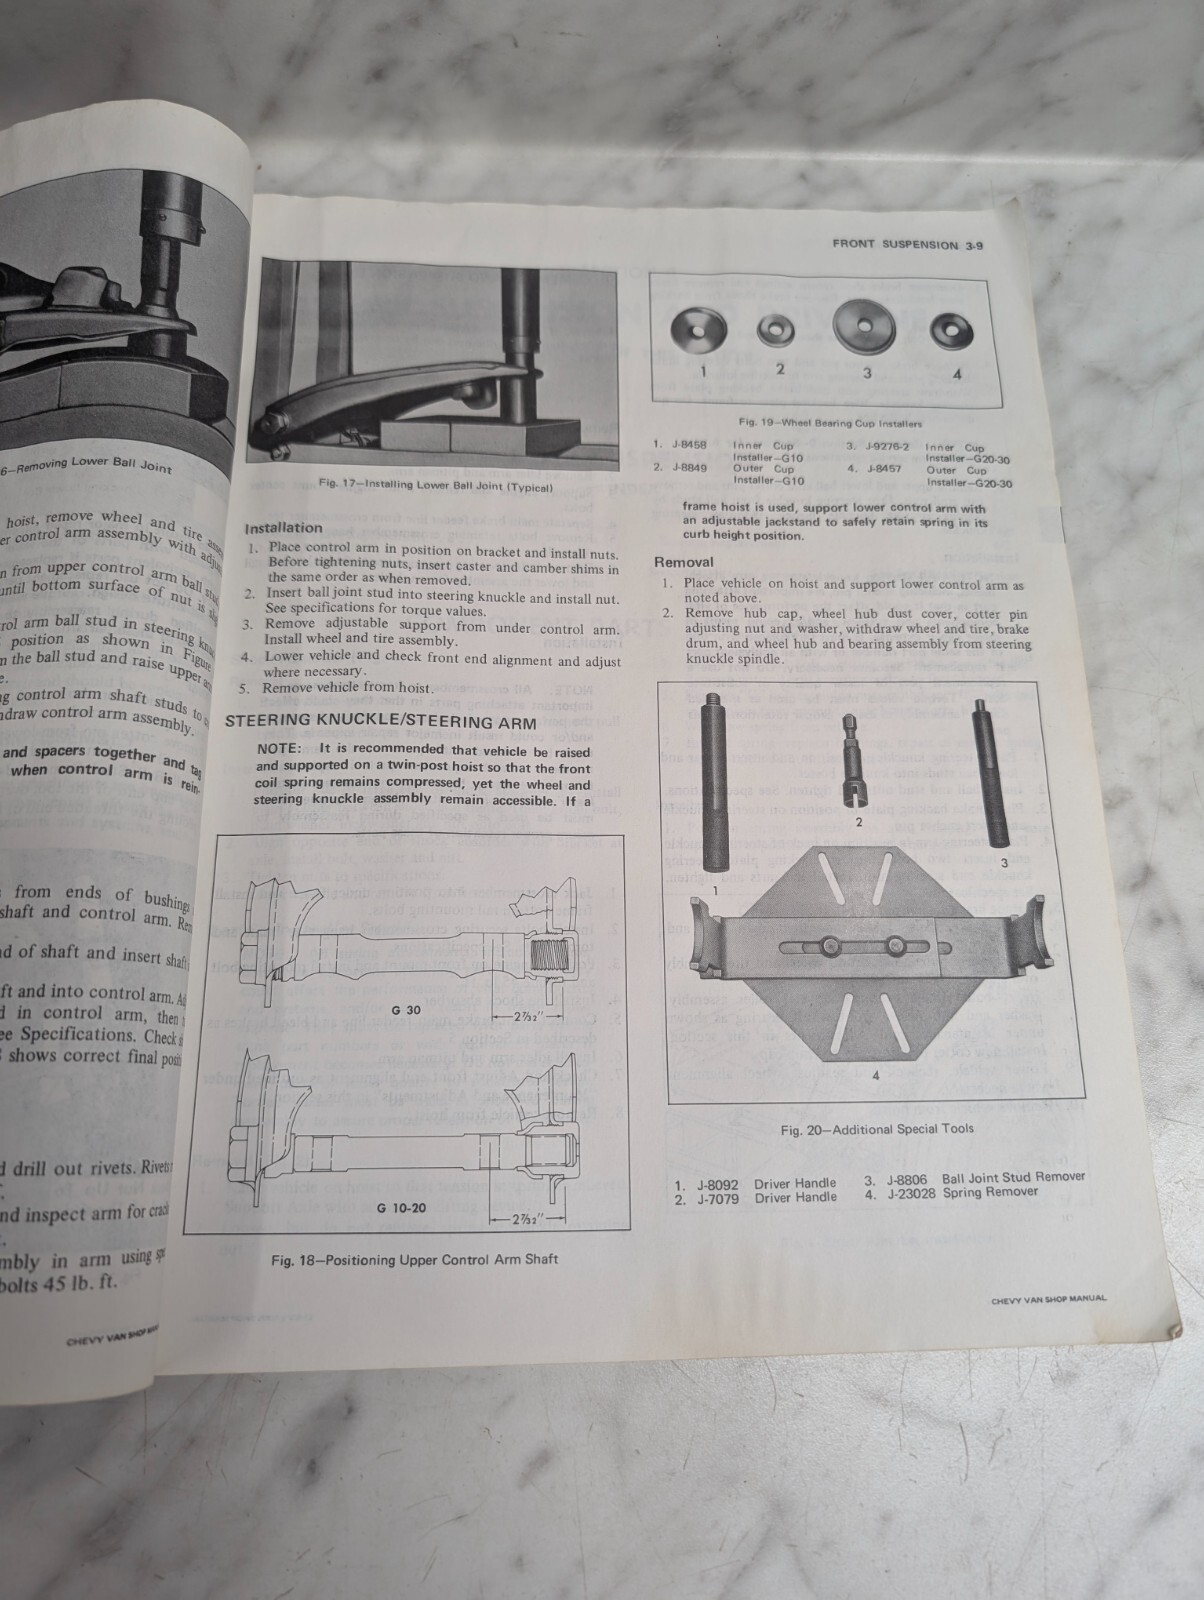 6—Removing Lower Ball Joint
hoist, remove wheel and tire
er control arm assembly with
n from upper control arm ball stud
until bottom surface of nut is
rol arm ball stud in steering
position as shown in Figure
n the ball stud and raise upper
e.
g control arm shaft studs to
hdraw control arm assembly.
and spacers together and tag
when control arm is rein-
from ends of bushings
shaft and control arm.
nd of shaft and insert shaft
ft and into control arm.
d in control arm, then
ee Specifications. Check
shows correct final
d drill out rivets. Rivets
nd inspect arm for
mbly in arm using
bolts 45 lb. ft.
CHEVY VAN SHOP
FRONT SUSPENSION 3-9
Fig. 17—Installing Lower Ball Joint (Typical)
Installation
1. Place control arm in position on bracket and install nuts.
Before tightening nuts, insert caster and camber shims in
the same order as when removed.
2. Insert ball joint stud into steering knuckle and install nut.
See specifications for torque values.
3. Remove adjustable support from under control arm.
Install wheel and tire assembly.
4. Lower vehicle and check front end alignment and adjust
where necessary.
5. Remove vehicle from hoist.
STEERING KNUCKLE/STEERING ARM
NOTE: It is recommended that vehicle be raised
and supported on a twin-post hoist so that the front
coil spring remains compressed, yet the wheel and
steering knuckle assembly remain accessible. If a
G 30
2 7/32"
G 10-20
2 7/32"
Fig. 18—Positioning Upper Control Arm Shaft
1 2 3 4
Fig. 19—Wheel Bearing Cup Installers
1. J-8458 Inner Cup
Installer—G10
2. J-8849 Outer Cup
Installer—G10
3. J-9276-2 Inner Cup
Installer—G20-30
4. J-8457 Outer Cup
Installer—G20-30
frame hoist is used, support lower control arm with
an adjustable jackstand to safely retain spring in its
curb height position.
Removal
1. Place vehicle on hoist and support lower control arm as
noted above.
2. Remove hub cap, wheel hub dust cover, cotter pin
adjusting nut and washer, withdraw wheel and tire, brake
drum, and wheel hub and bearing assembly from steering
knuckle spindle.
1
2
3
4
Fig. 20—Additional Special Tools
1. J-8092 Driver Handle
2. J-7079 Driver Handle
3. J-8806 Ball Joint Stud Remover
4. J-23028 Spring Remover
CHEVY VAN SHOP MANUAL